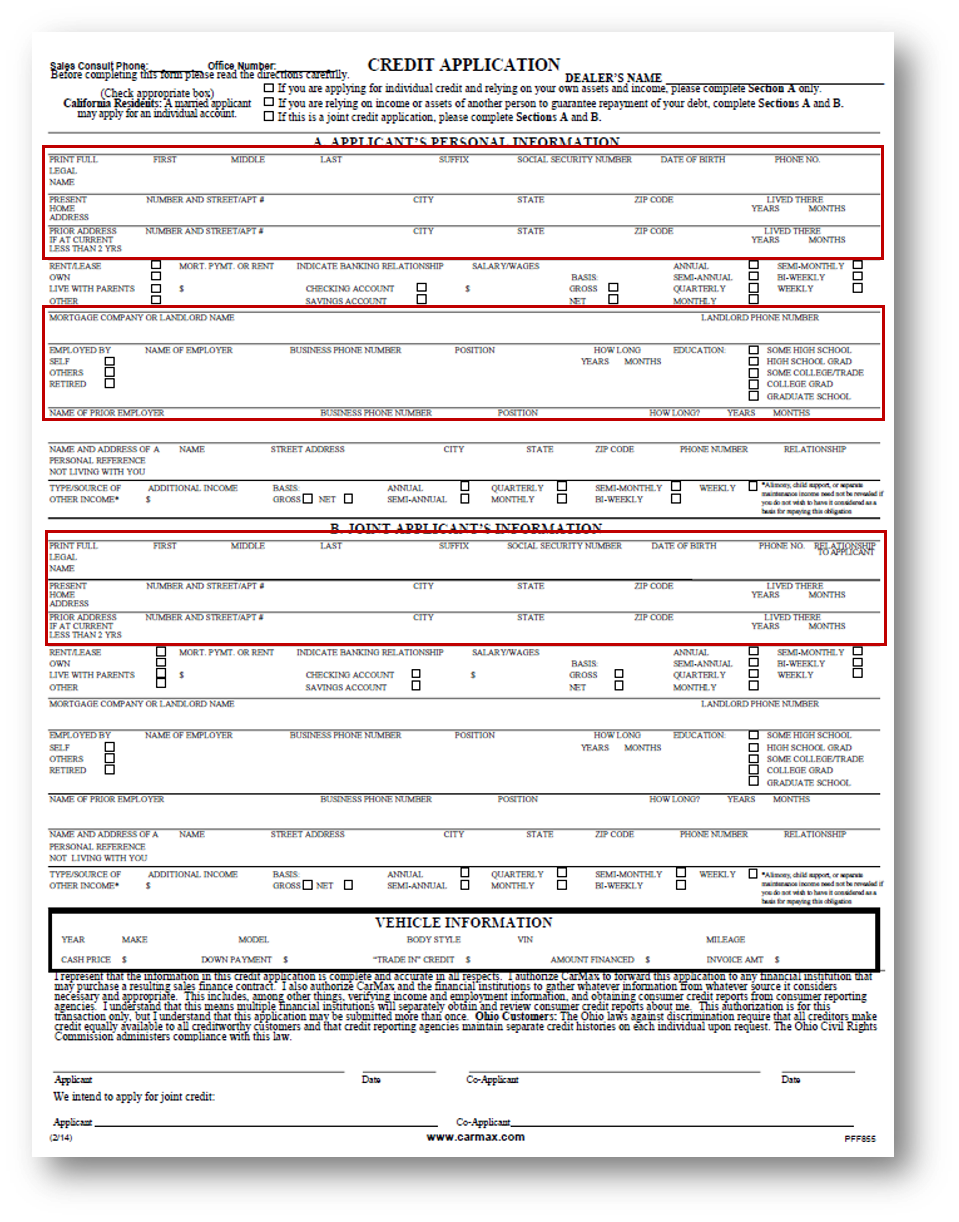 Sales Consult Phone:________ Office Number:__________ CREDIT APPLICATION
Before completing this form please read the directions carefully. DEALER'S NAME
(Check appropriate box) If you are applying for individual credit and relying on your own assets and income, please complete Section A only.
California Residents: A married applicant If you are relying on income or assets of another person to guarantee repayment of your debt, complete Sections A and B.
may apply for an individual account. If this is a joint credit application, please complete Sections A and B.
A. APPLICANT'S PERSONAL INFORMATION
PRINT FULL FIRST MIDDLE LAST SUFFIX SOCIAL SECURITY NUMBER DATE OF BIRTH PHONE NO.
LEGAL
NAME
PRESENT NUMBER AND STREET/APT # CITY STATE ZIP CODE LIVED THERE
HOME YEARS MONTHS
ADDRESS
PRIOR ADDRESS NUMBER AND STREET/APT # CITY STATE ZIP CODE LIVED THERE
IF AT CURRENT YEARS MONTHS
LESS THAN 2 YRS
RENT/LEASE MORT. PYMT. OR RENT INDICATE BANKING RELATIONSHIP SALARY/WAGES ANNUAL SEMI-MONTHLY
OWN BASIS: SEMI-ANNUAL BI-WEEKLY
LIVE WITH PARENTS $ CHECKING ACCOUNT $ GROSS QUARTERLY WEEKLY
OTHER SAVINGS ACCOUNT NET MONTHLY
MORTGAGE COMPANY OR LANDLORD NAME LANDLORD PHONE NUMBER
EMPLOYED BY NAME OF EMPLOYER BUSINESS PHONE NUMBER POSITION HOW LONG EDUCATION: SOME HIGH SCHOOL
SELF YEARS MONTHS HIGH SCHOOL GRAD
OTHERS SOME COLLEGE/TRADE
RETIRED COLLEGE GRAD
GRADUATE SCHOOL
NAME OF PRIOR EMPLOYER BUSINESS PHONE NUMBER POSITION HOW LONG? YEARS MONTHS
NAME AND ADDRESS OF A NAME STREET ADDRESS CITY STATE ZIP CODE PHONE NUMBER RELATIONSHIP
PERSONAL REFERENCE
NOT LIVING WITH YOU
TYPE/SOURCE OF ADDITIONAL INCOME BASIS: ANNUAL QUARTERLY SEMI-MONTHLY WEEKLY *Alimony, child support, or separate
OTHER INCOME* $ GROSS NET SEMI-ANNUAL MONTHLY BI-WEEKLY maintenance income need not be revealed if
you do not wish to have it considered as a
basis for repaying this obligation
B. JOINT APPLICANT'S INFORMATION
PRINT FULL FIRST MIDDLE LAST SUFFIX SOCIAL SECURITY NUMBER DATE OF BIRTH PHONE NO. RELATIONSHIP
LEGAL TO APPLICANT
NAME
PRESENT NUMBER AND STREET/APT # CITY STATE ZIP CODE LIVED THERE
HOME YEARS MONTHS
ADDRESS
PRIOR ADDRESS NUMBER AND STREET/APT # CITY STATE ZIP CODE LIVED THERE
IF AT CURRENT YEARS MONTHS
LESS THAN 2 YRS
RENT/LEASE MORT. PYMT. OR RENT INDICATE BANKING RELATIONSHIP SALARY/WAGES ANNUAL SEMI-MONTHLY
OWN BASIS: SEMI-ANNUAL BI-WEEKLY
LIVE WITH PARENTS $ CHECKING ACCOUNT $ GROSS QUARTERLY WEEKLY
OTHER SAVINGS ACCOUNT NET MONTHLY
MORTGAGE COMPANY OR LANDLORD NAME LANDLORD PHONE NUMBER
EMPLOYED BY NAME OF EMPLOYER BUSINESS PHONE NUMBER POSITION HOW LONG EDUCATION: SOME HIGH SCHOOL
SELF YEARS MONTHS HIGH SCHOOL GRAD
OTHERS SOME COLLEGE/TRADE
RETIRED COLLEGE GRAD
GRADUATE SCHOOL
NAME OF PRIOR EMPLOYER BUSINESS PHONE NUMBER POSITION HOW LONG? YEARS MONTHS
NAME AND ADDRESS OF A NAME STREET ADDRESS CITY STATE ZIP CODE PHONE NUMBER RELATIONSHIP
PERSONAL REFERENCE
NOT LIVING WITH YOU
TYPE/SOURCE OF ADDITIONAL INCOME BASIS: ANNUAL QUARTERLY SEMI-MONTHLY WEEKLY *Alimony, child support, or separate
OTHER INCOME* $ GROSS NET SEMI-ANNUAL MONTHLY BI-WEEKLY maintenance income need not be revealed if
you do not wish to have it considered as a
basis for repaying this obligation
VEHICLE INFORMATION
YEAR MAKE MODEL BODY STYLE VIN MILEAGE
CASH PRICE $ DOWN PAYMENT $ "TRADE IN" CREDIT $ AMOUNT FINANCED $ INVOICE AMT $
I represent that the information in this credit application is complete and accurate in all respects. I authorize CarMax to forward this application to any financial institution that
may purchase a resulting sales finance contract. I also authorize CarMax and the financial institutions to gather whatever information from whatever source it considers
necessary and appropriate. This includes, among other things, verifying income and employment information, and obtaining consumer credit reports from consumer reporting
agencies. I understand that this means multiple financial institutions will separately obtain and review consumer credit reports about me. This authorization is for this
transaction only, but I understand that this application may be submitted more than once. Ohio Customers: The Ohio laws against discrimination require that all creditors make
credit equally available to all creditworthy customers and that credit reporting agencies maintain separate credit histories on each individual upon request. The Ohio Civil Rights
Commission administers compliance with this law.
Applicant Date Co-Applicant Date
We intend to apply for joint credit:
Applicant Co-Applicant
(2/14) www.carmax.com PFF855